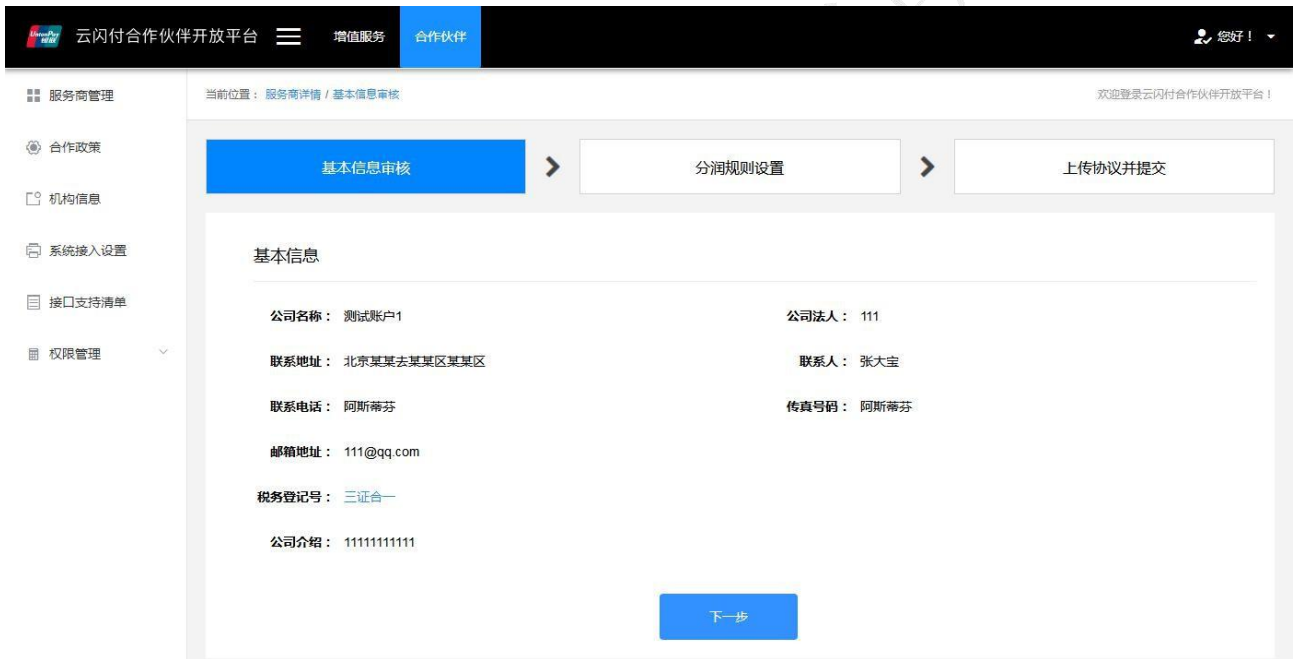 UnionPay 银联 云闪付合作伙伴开放平台 增值服务 合作伙伴 您好！
服务商管理
合作政策
机构信息
系统接入设置
接口支持清单
权限管理
当前位置： 服务商详情 / 基本信息审核 欢迎登录云闪付合作伙伴开放平台！
基本信息审核 分润规则设置 上传协议并提交
基本信息
公司名称： 测试账户1 公司法人： 111
联系地址： 北京某某去某某区某某区 联系人： 张大宝
联系电话： 阿斯蒂芬 传真号码： 阿斯蒂芬
邮箱地址： 111@qq.com
税务登记号： 三证合一
公司介绍： 11111111111
下一步